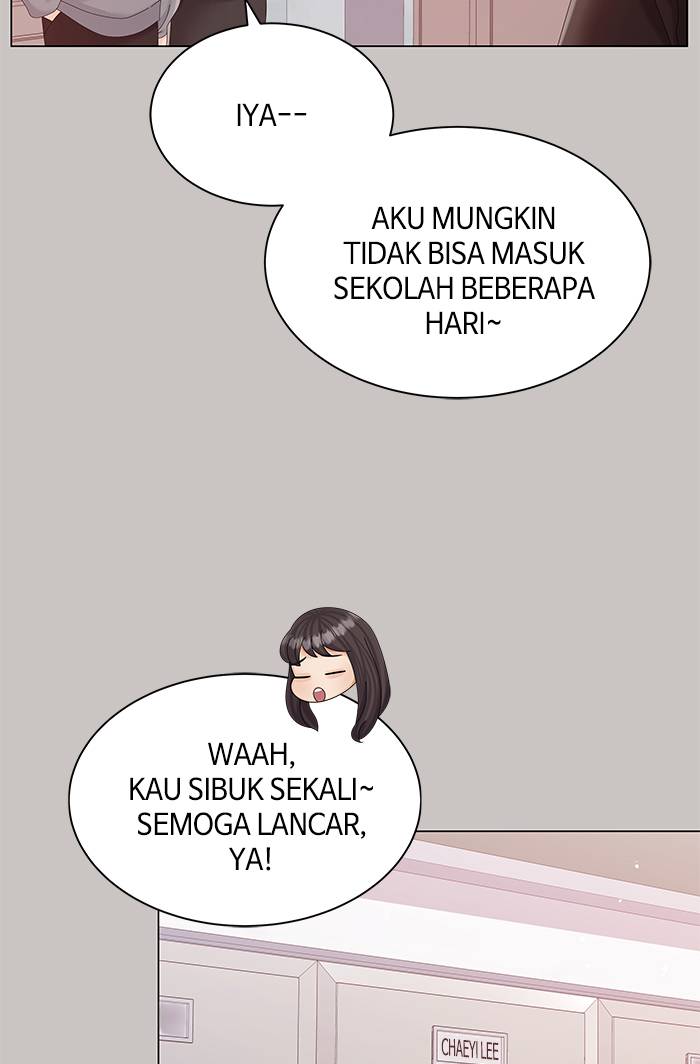 IYA--
AKU MUNGKIN
TIDAK BISA MASUK
SEKOLAH BEBERAPA
HARI~
WAAH,
KAU SIBUK SEKALI~
SEMOGA LANCAR,
YA!
CHAEYI LEE